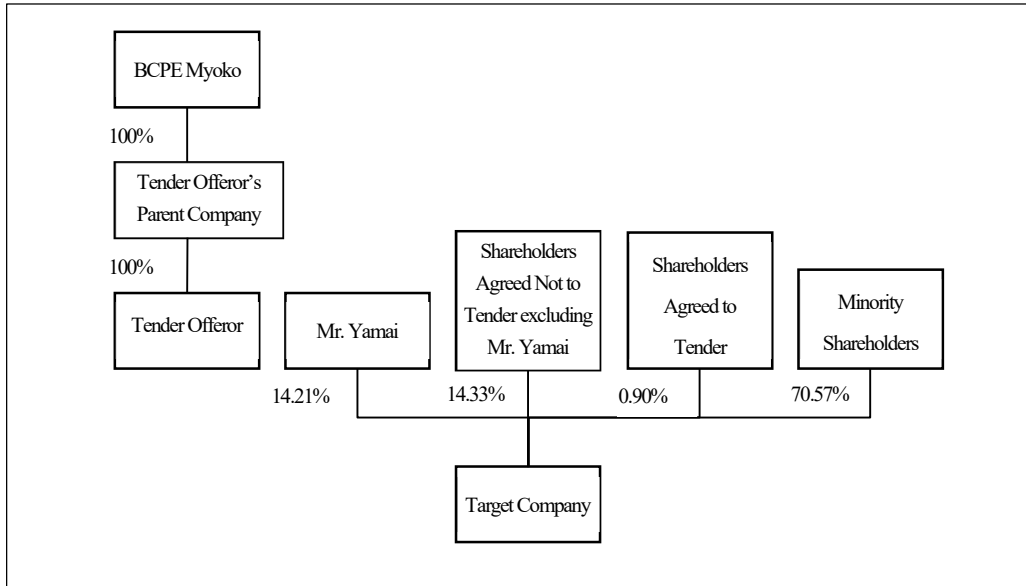 BCPE Myoko
100%
Tender Offeror’s
Parent Company
100%
Tender Offeror
Mr. Yamai
Shareholders
Agreed Not to
Tender excluding
Mr. Yamai
Shareholders
Agreed to
Tender
Minority
Shareholders
14.21%
14.33%
0.90%
70.57%
Target Company